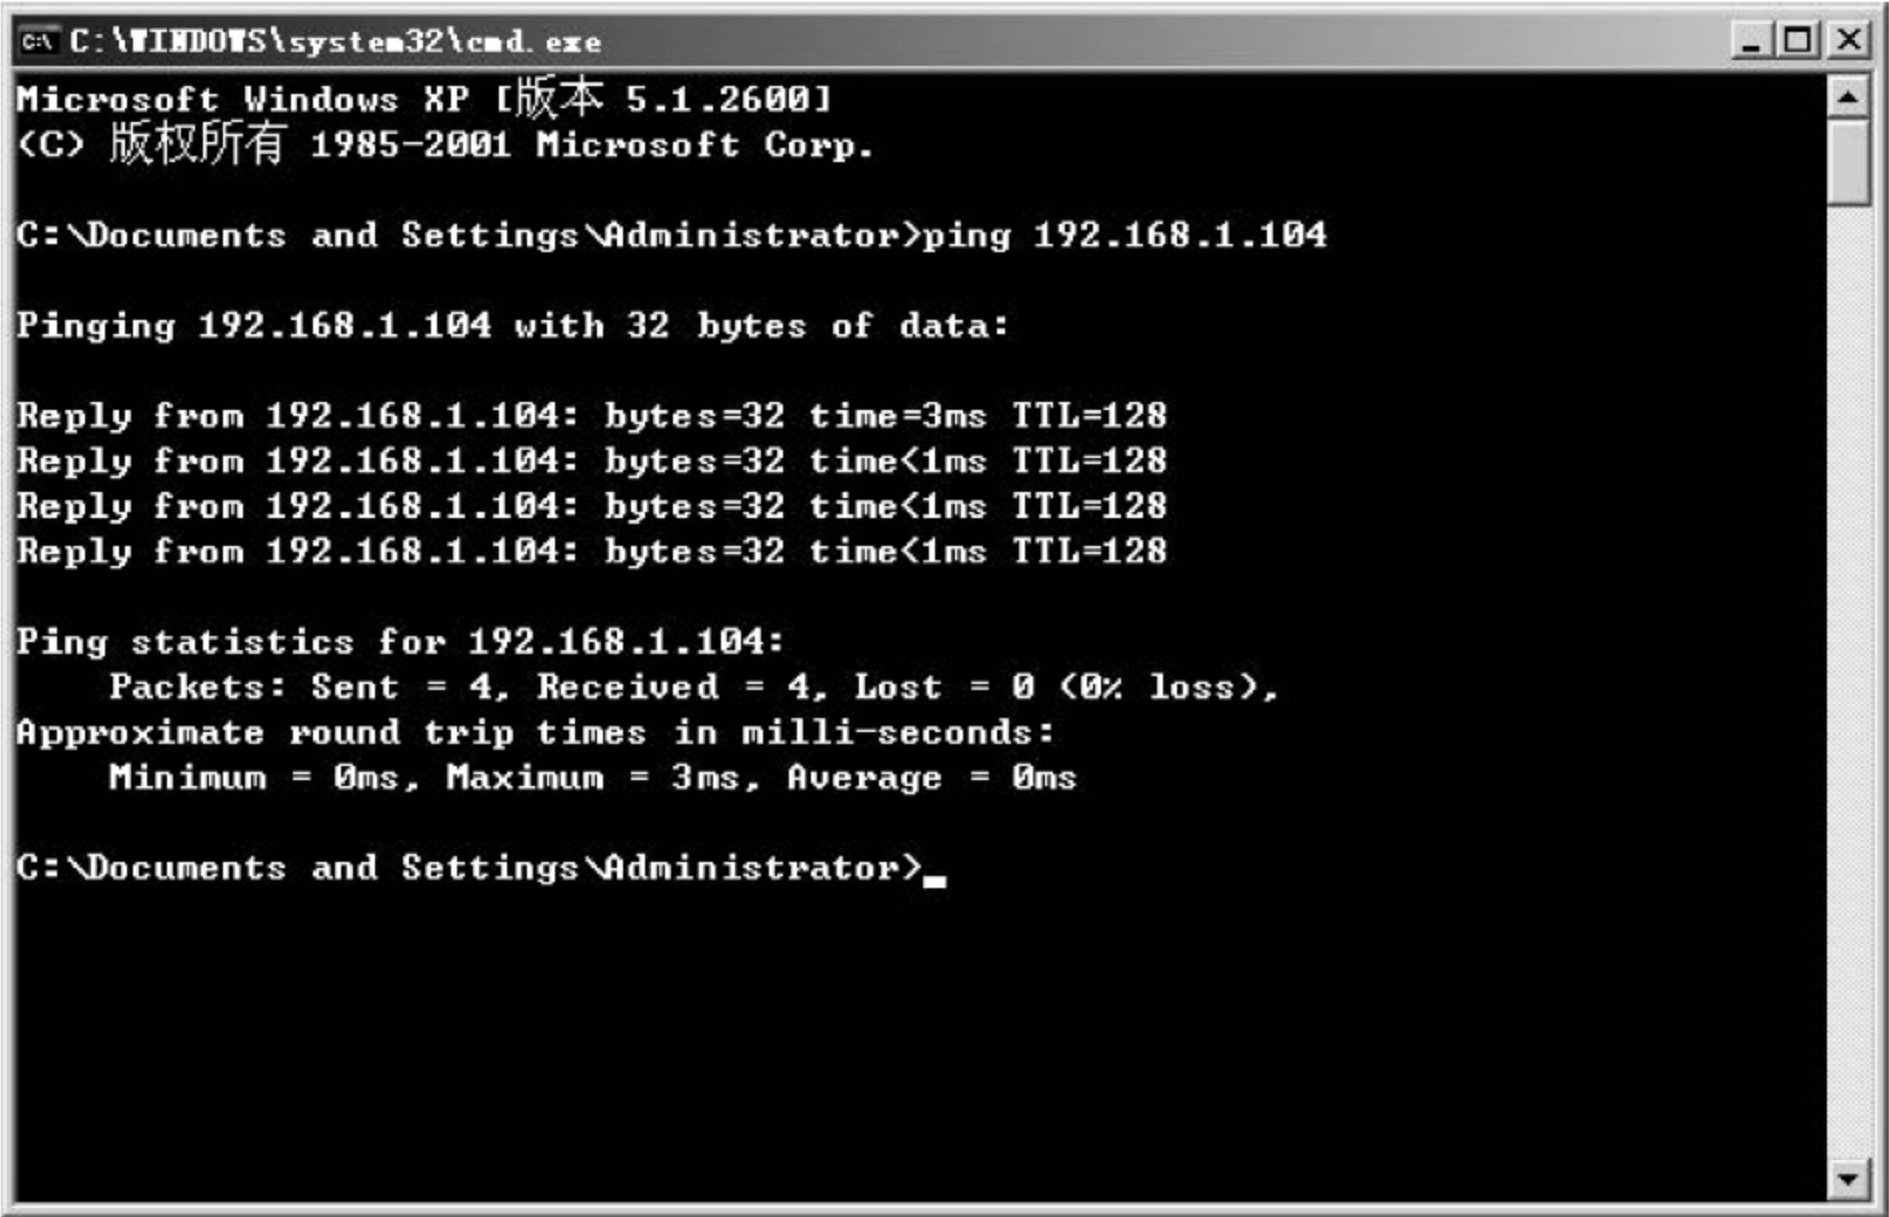 C:\WINDOWS\system32\cmd.exe
Microsoft Windows XP [版本 5.1.2600]
(C) 版权所有 1985-2001 Microsoft Corp.
C:\Documents and Settings\Administrator>ping 192.168.1.104
Pinging 192.168.1.104 with 32 bytes of data:
Reply from 192.168.1.104: bytes=32 time=3ms TTL=128
Reply from 192.168.1.104: bytes=32 time<1ms TTL=128
Reply from 192.168.1.104: bytes=32 time<1ms TTL=128
Reply from 192.168.1.104: bytes=32 time<1ms TTL=128
Ping statistics for 192.168.1.104:
Packets: Sent = 4, Received = 4, Lost = 0 (0% loss),
Approximate round trip times in milli-seconds:
Minimum = 0ms, Maximum = 3ms, Average = 0ms
C:\Documents and Settings\Administrator>_